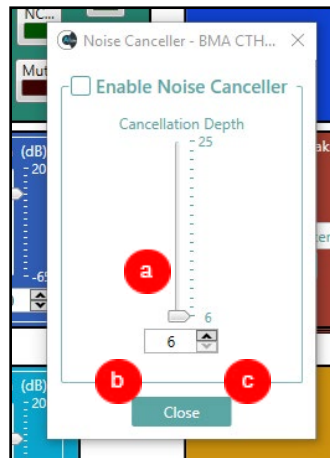 NC...
Noise Canceller - BMA CTH...
Mut
Enable Noise Canceller
Cancellation Depth
25
(dB)
20
a
-6
6
6
b
c
Close
(dB)
20